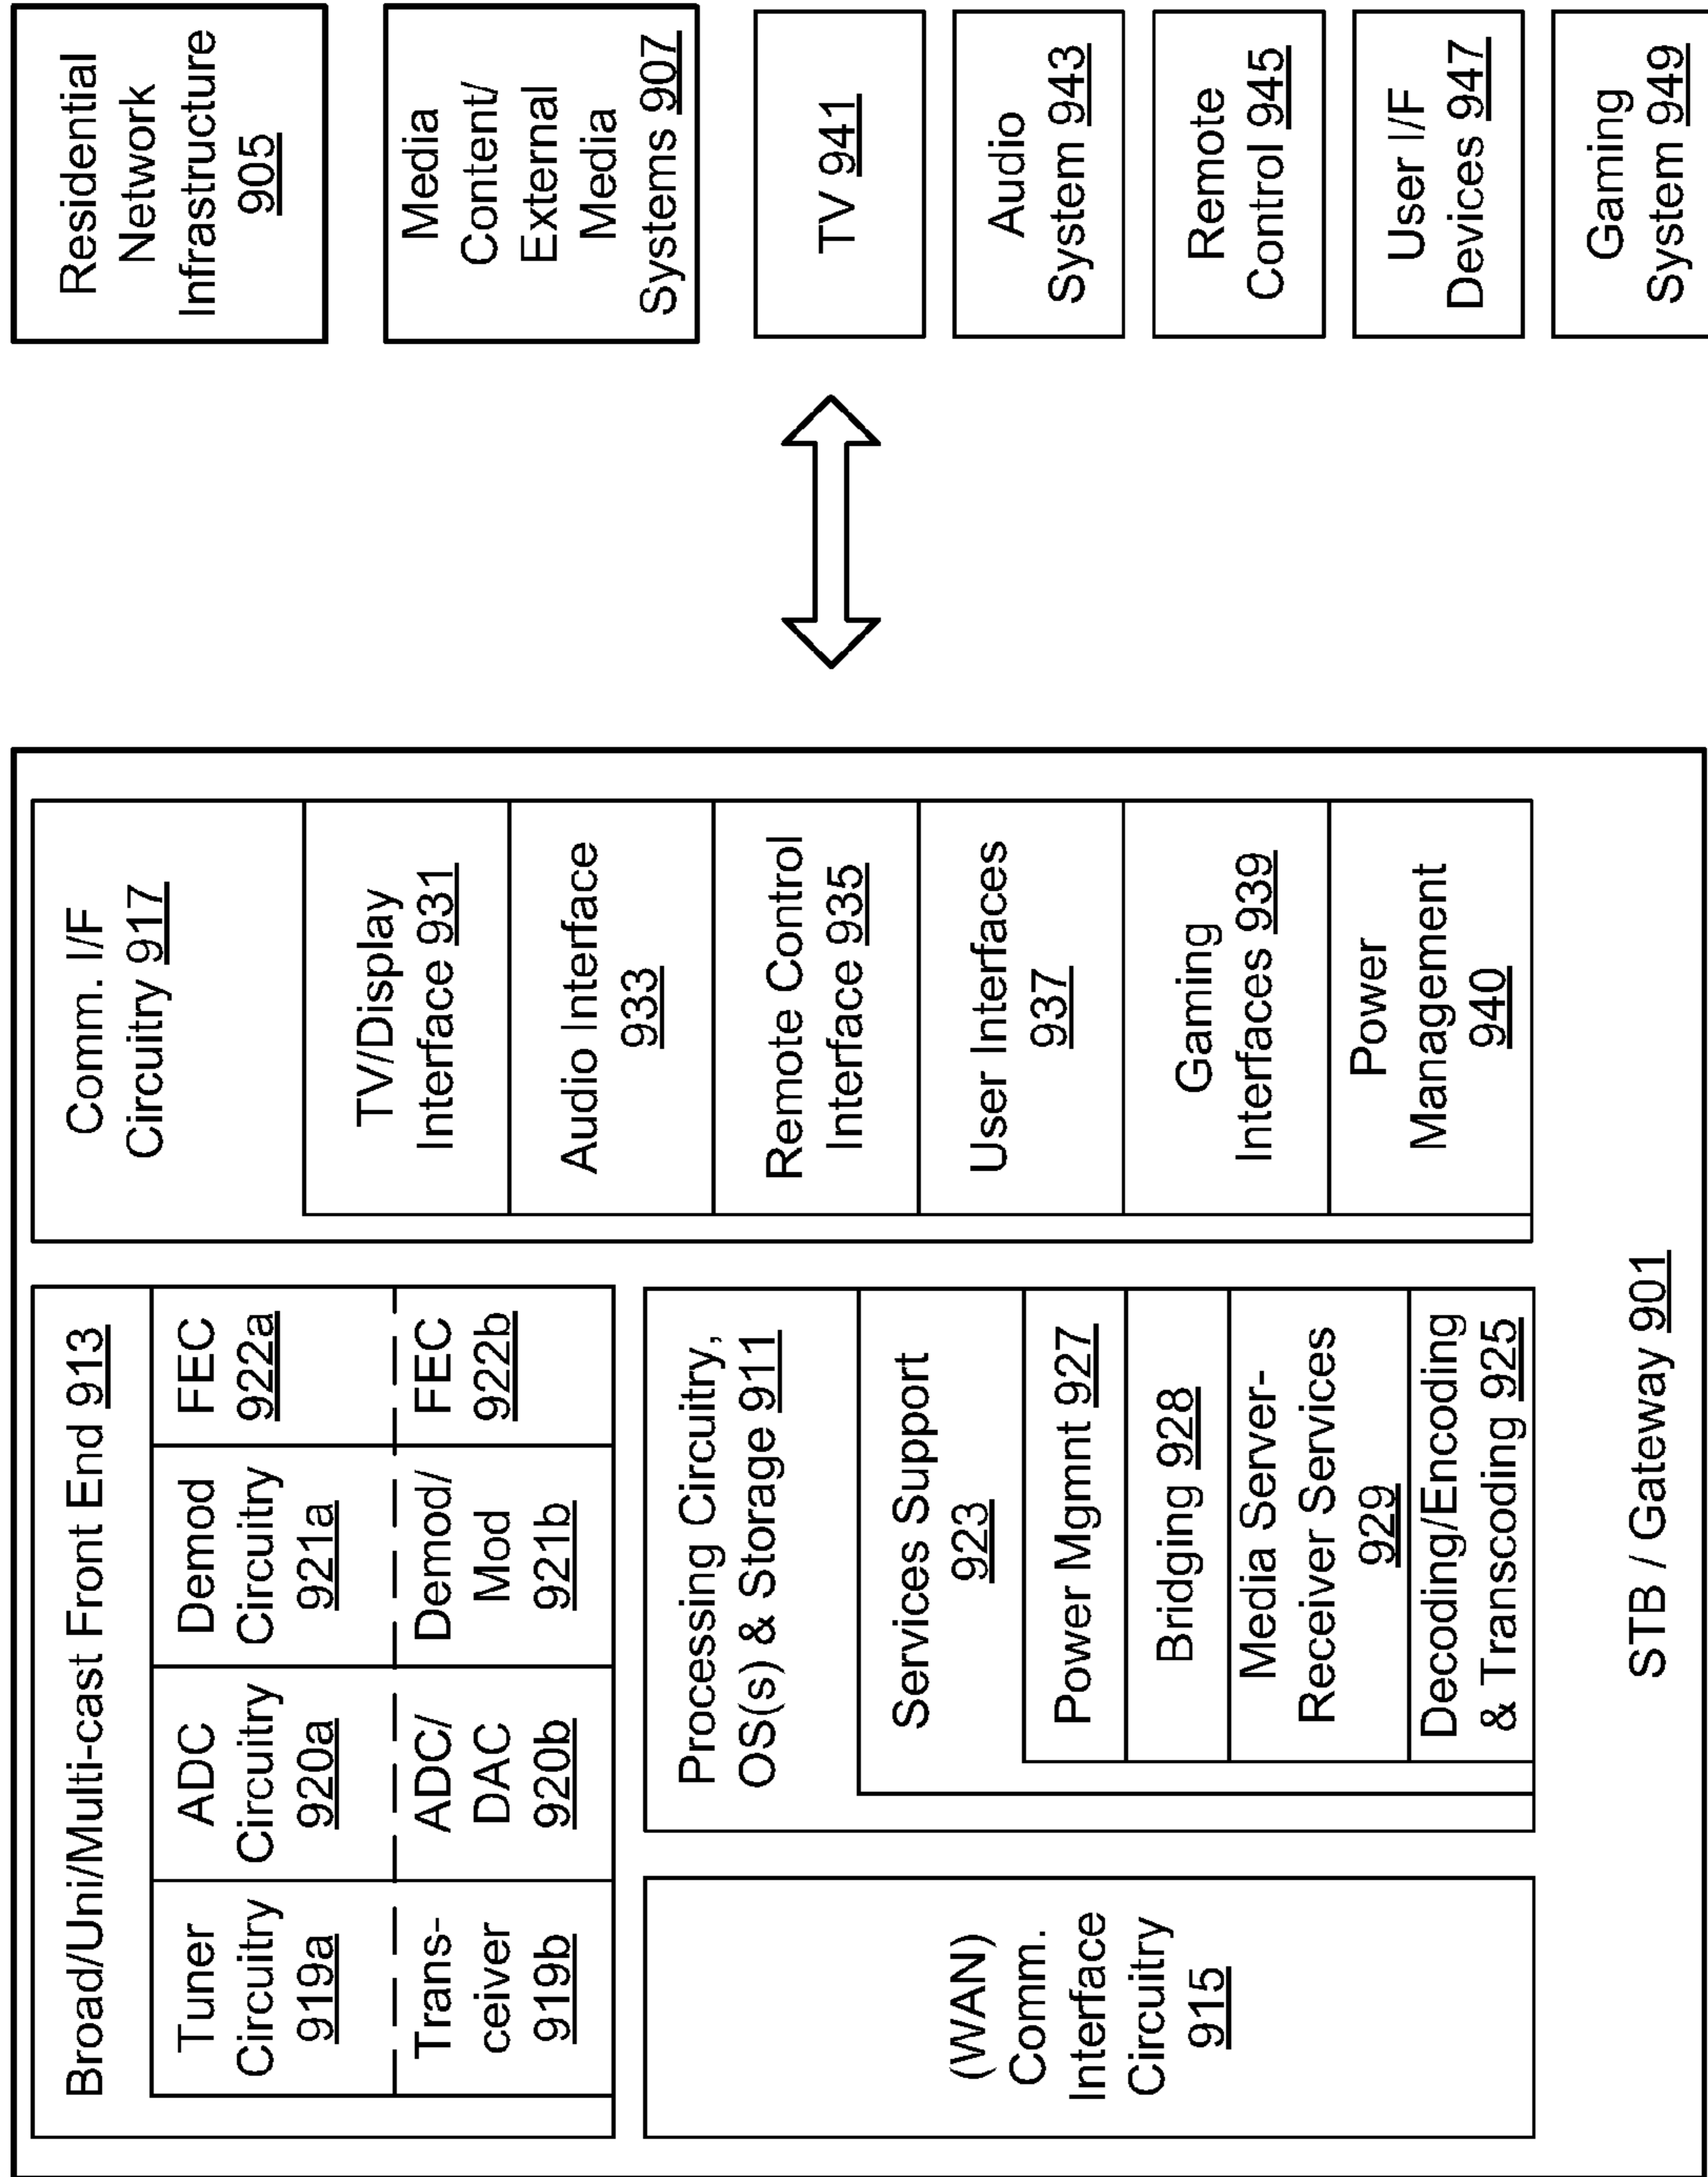 Broad/Uni/Multi-cast Front End 913
Tuner
Circuitry
919a
ADC
Circuitry
920a
Demod
Circuitry
921a
FEC
922a
Trans-
ceiver
919b
ADC/
DAC
920b
Demod/
Mod
921b
FEC
922b
(WAN)
Comm.
Interface
Circuitry
915
Processing Circuitry,
OS(s) & Storage 911
Services Support
923
Power Mgmnt 927
Bridging 928
Media Server-
Receiver Services
929
Decoding/Encoding
& Transcoding 925
Comm. I/F
Circuitry 917
TV/Display
Interface 931
Audio Interface
933
Remote Control
Interface 935
User Interfaces
937
Gaming
Interfaces 939
Power
Management
940
STB / Gateway 901
Residential
Network
Infrastructure
905
Media
Content/
External
Media
Systems 907
TV 941
Audio
System 943
Remote
Control 945
User I/F
Devices 947
Gaming
System 949